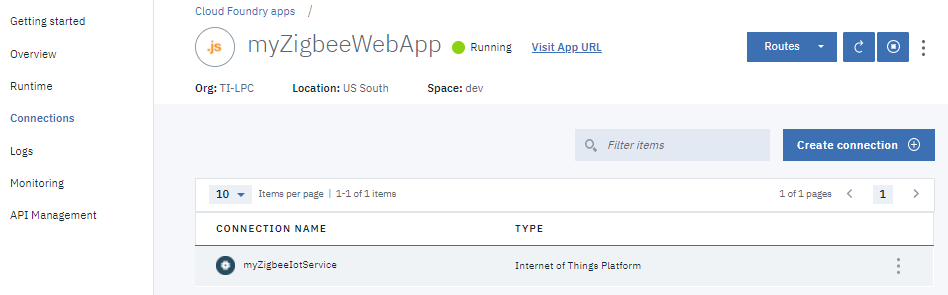 Getting started
Overview
Runtime
Connections
Logs
Monitoring
API Management
Cloud Foundry apps /
.js myZigbeeWebApp Running Visit App URL Routes
Org: TI-LPC Location: US South Space: dev
Filter items Create connection
10 Items per page | 1-1 of 1 items 1 of 1 pages 1
CONNECTION NAME TYPE
myZigbeeIotService Internet of Things Platform